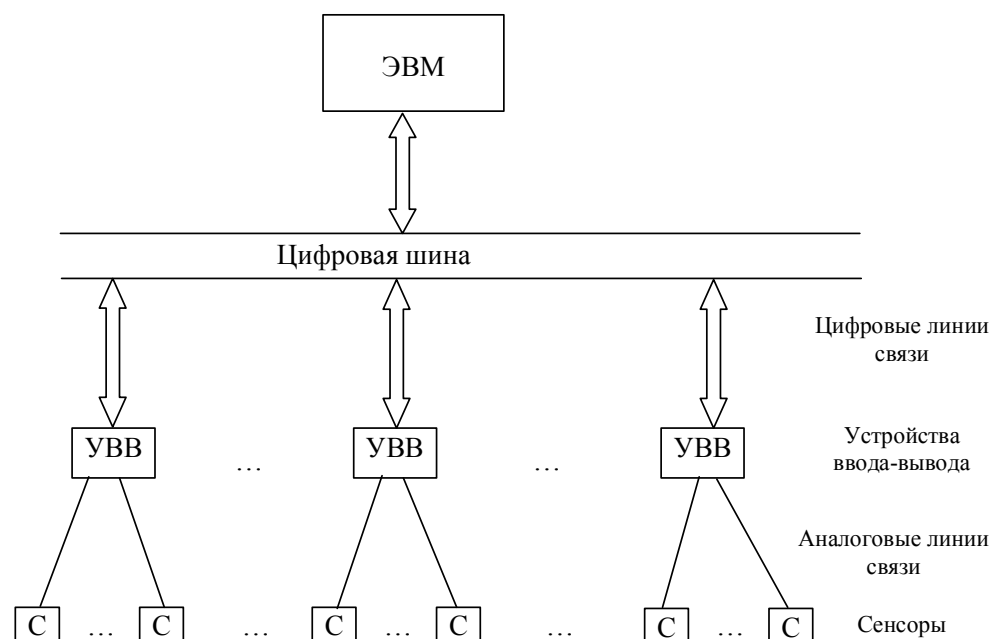 ЭВМ
Цифровая шина
Цифровые линии
связи
УВВ ... УВВ ... УВВ
Устройства
ввода-вывода
Аналоговые линии
связи
С ... С ... С ... С ... С ... С
Сенсоры